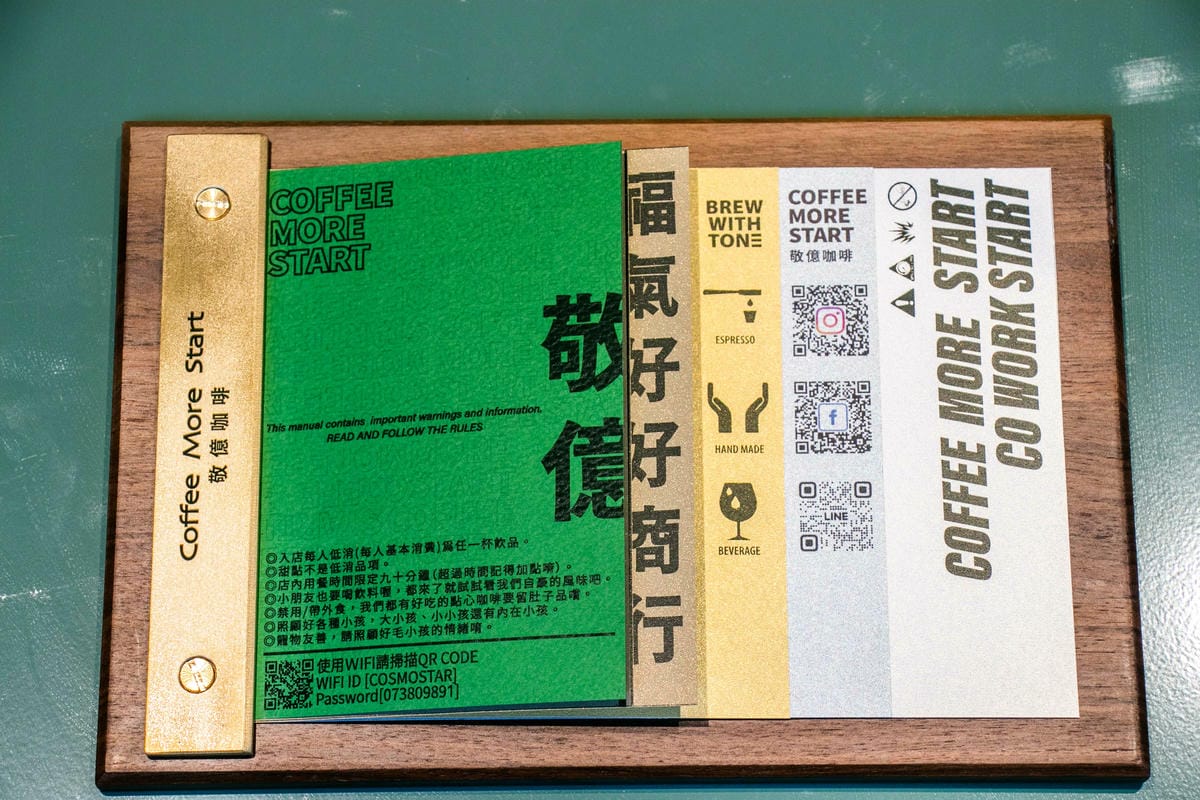 Coffee More Start
敬億咖啡
COFFEE
MORE
START
敬億
This manual contains important warnings and information.
READ AND FOLLOW THE RULES
◎入店每人低消(每人基本消費)為任一杯飲品。
◎甜點不是低消品項。
◎店內用餐時間限定九十分鐘(超過時間記得加點唷)。
◎小朋友也要喝飲料喔，都來了就試試看我們自豪的風味吧。
◎禁用/帶外食，我們都有好吃的點心咖啡要留肚子品嚐。
◎照顧好各種小孩，大小孩、小小孩還有內在小孩。
◎寵物友善，請照顧好毛小孩的情緒唷。
使用WIFI請掃描QR CODE
WIFI ID [COSMOSTAR]
Password[073809891]
福氣好好商行
BREW
WITH
TONE
ESPRESSO
HAND MADE
BEVERAGE
COFFEE
MORE
START
敬億咖啡
LINE
COFFEE MORE START
CO WORK START